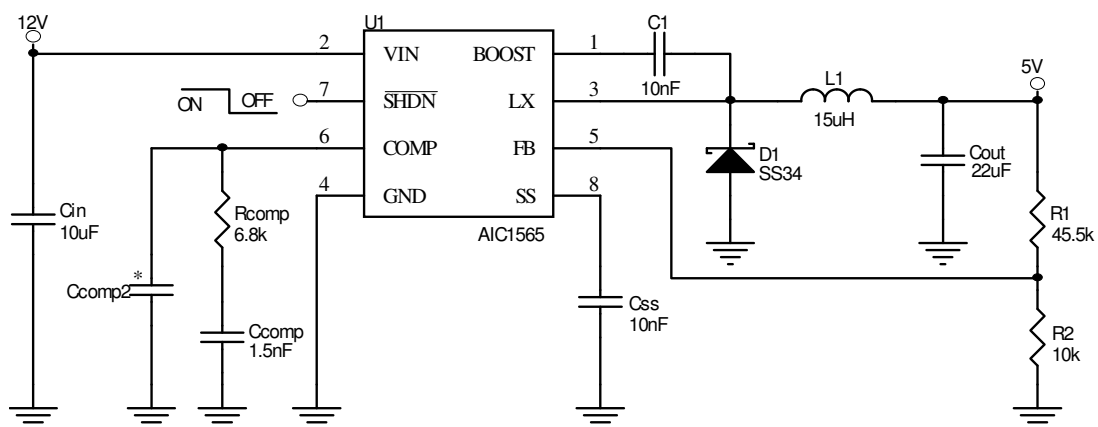 12V
U1
C1
10nF
L1
15uH
5V
2
VIN
BOOST
1
ON
OFF
7
SHDN
LX
3
6
COMP
FB
5
4
GND
SS
8
AIC1565
D1
SS34
Cout
22uF
Cin
10uF
Rcomp
6.8k
R1
45.5k
*
Ccomp2
Ccomp
1.5nF
Css
10nF
R2
10k